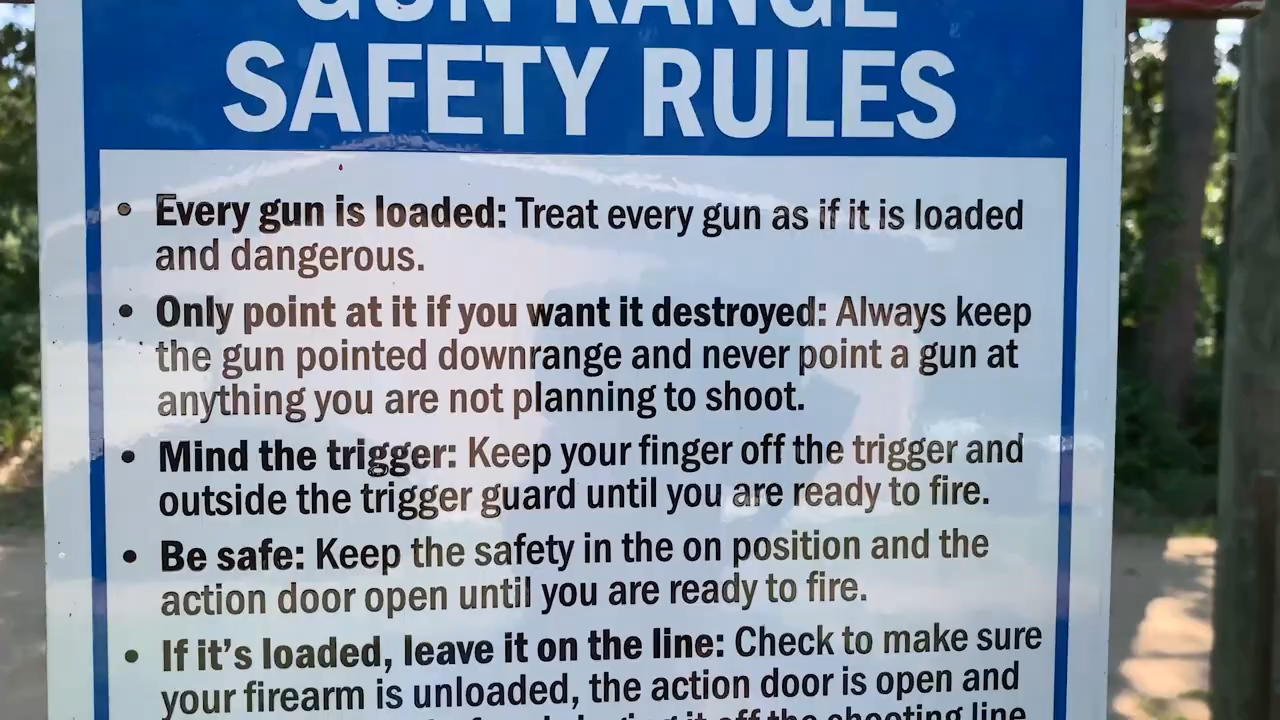 GUN RANGE
SAFETY RULES
• Every gun is loaded: Treat every gun as if it is loaded
and dangerous.
• Only point at it if you want it destroyed: Always keep
the gun pointed downrange and never point a gun at
anything you are not planning to shoot.
• Mind the trigger: Keep your finger off the trigger and
outside the trigger guard until you are ready to fire.
• Be safe: Keep the safety in the on position and the
action door open until you are ready to fire.
• If it's loaded, leave it on the line: Check to make sure
your firearm is unloaded, the action door is open and
it off the shooting line